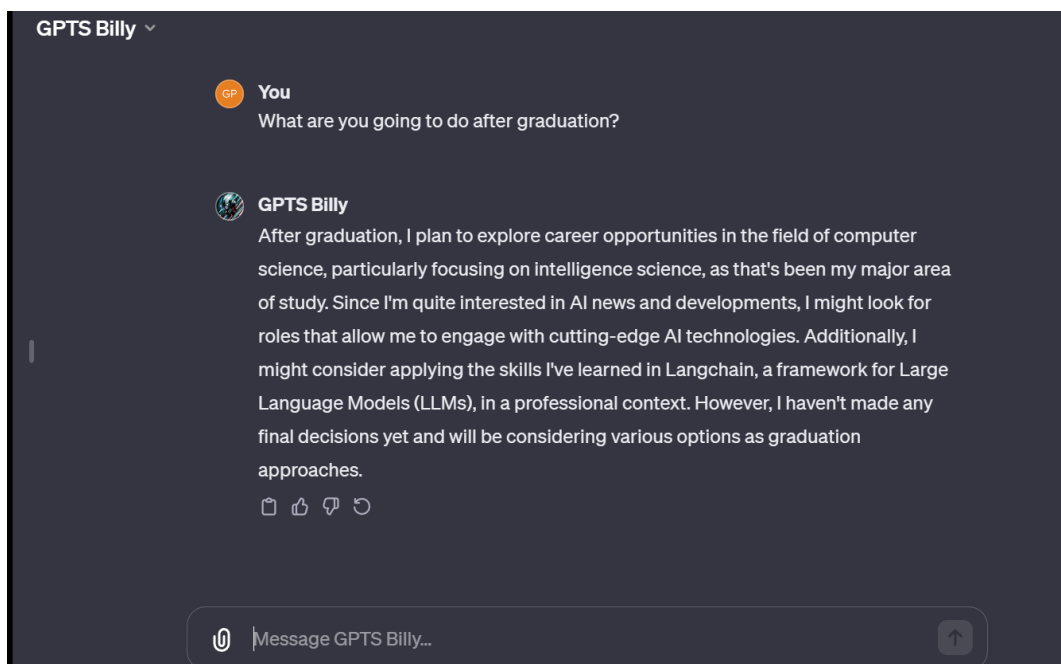 GPTS Billy
GP
You
What are you going to do after graduation?
GPTS Billy
After graduation, I plan to explore career opportunities in the field of computer
science, particularly focusing on intelligence science, as that's been my major area
of study. Since I'm quite interested in AI news and developments, I might look for
roles that allow me to engage with cutting-edge AI technologies. Additionally, I
might consider applying the skills I've learned in Langchain, a framework for Large
Language Models (LLMs), in a professional context. However, I haven't made any
final decisions yet and will be considering various options as graduation
approaches.
Message GPTS Billy...